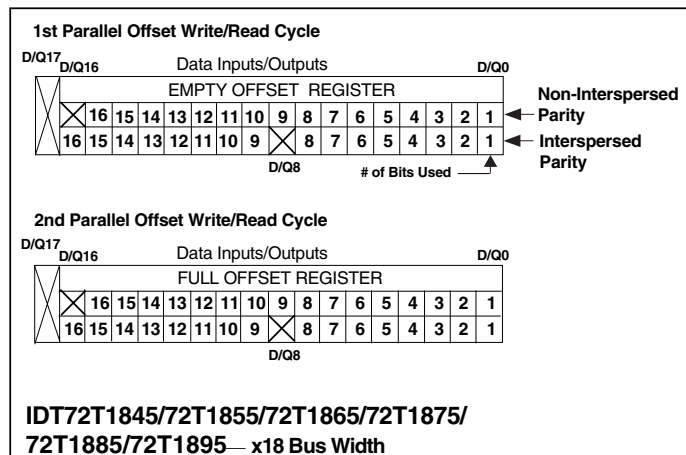 1st Parallel Offset Write/Read Cycle
D/Q17 D/Q16 Data Inputs/Outputs D/Q0
EMPTY OFFSET REGISTER
16 15 14 13 12 11 10 9 8 7 6 5 4 3 2 1 Non-Interspersed Parity
16 15 14 13 12 11 10 9 8 7 6 5 4 3 2 1 Interspersed Parity
D/Q8 # of Bits Used
2nd Parallel Offset Write/Read Cycle
D/Q17 D/Q16 Data Inputs/Outputs D/Q0
FULL OFFSET REGISTER
16 15 14 13 12 11 10 9 8 7 6 5 4 3 2 1
16 15 14 13 12 11 10 9 8 7 6 5 4 3 2 1
D/Q8
IDT72T1845/72T1855/72T1865/72T1875/
72T1885/72T1895— x18 Bus Width